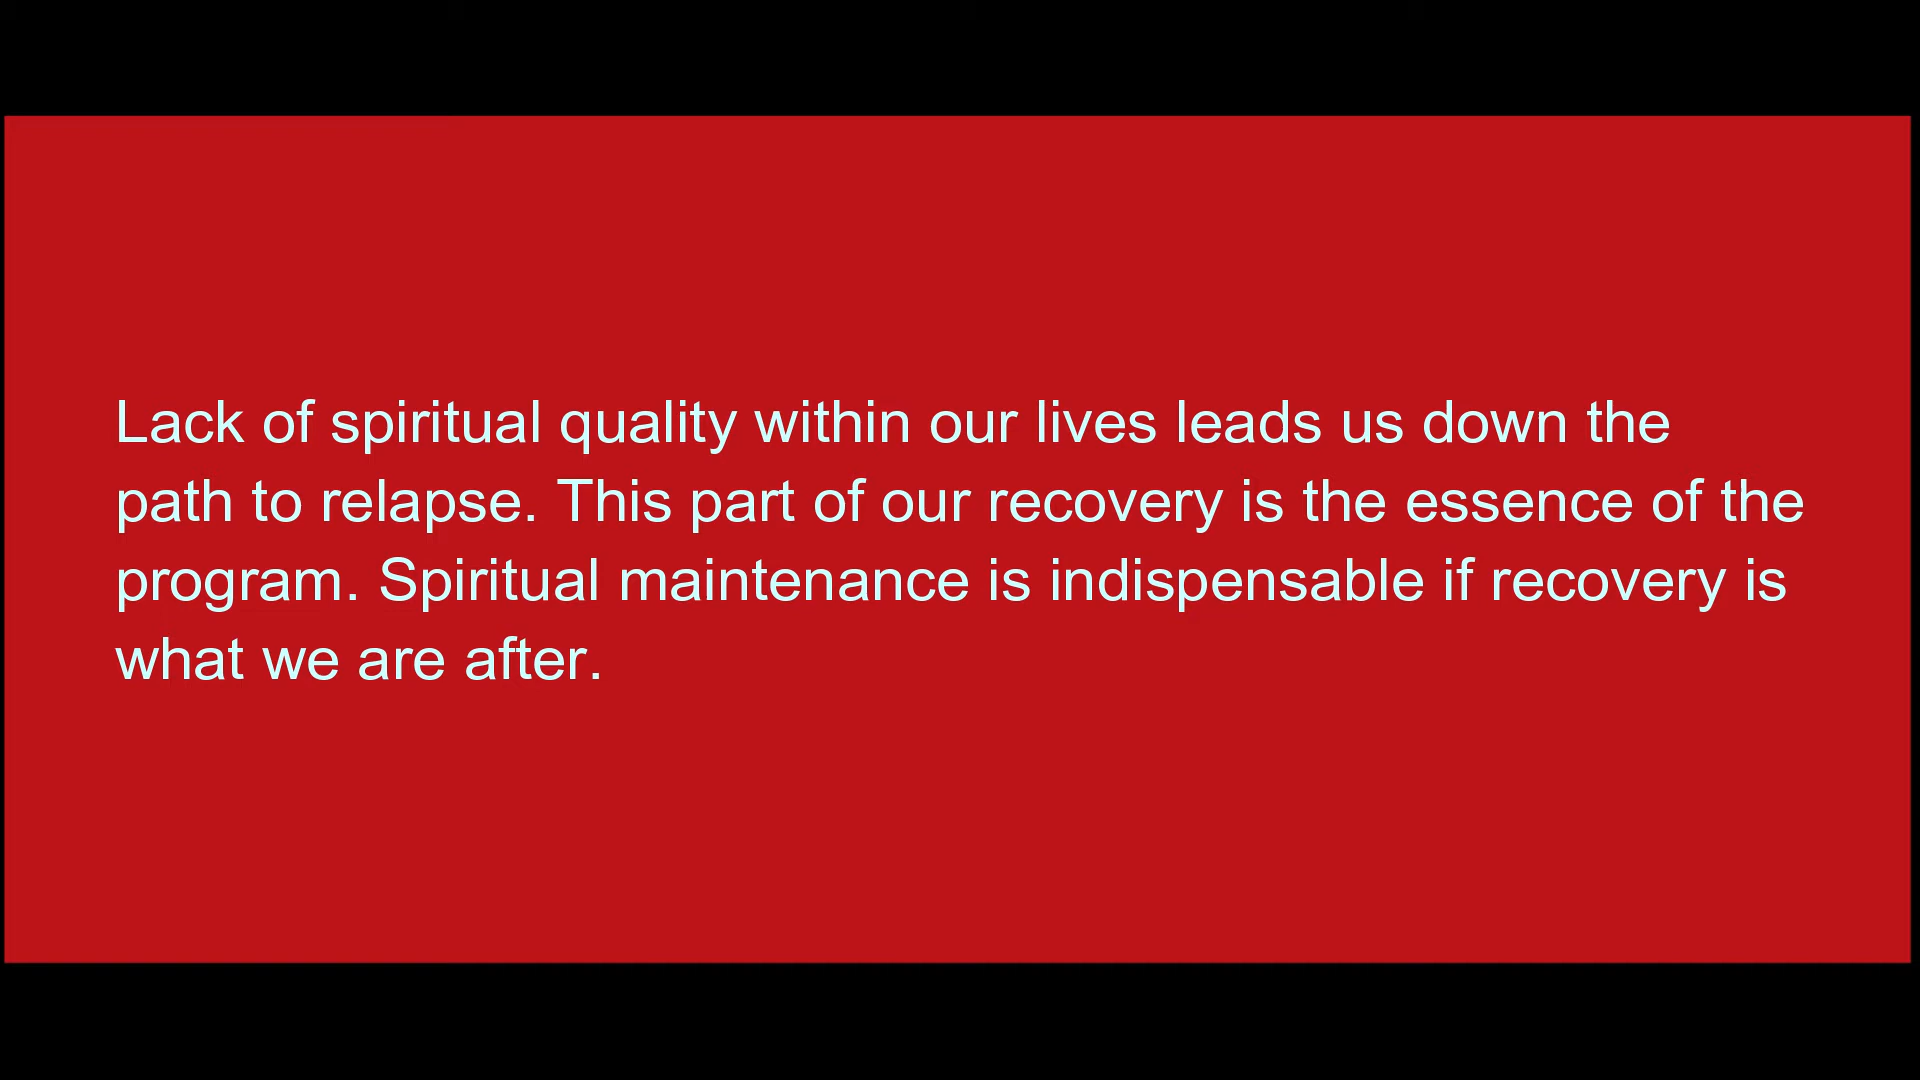 Lack of spiritual quality within our lives leads us down the
path to relapse. This part of our recovery is the essence of the
program. Spiritual maintenance is indispensable if recovery is
what we are after.